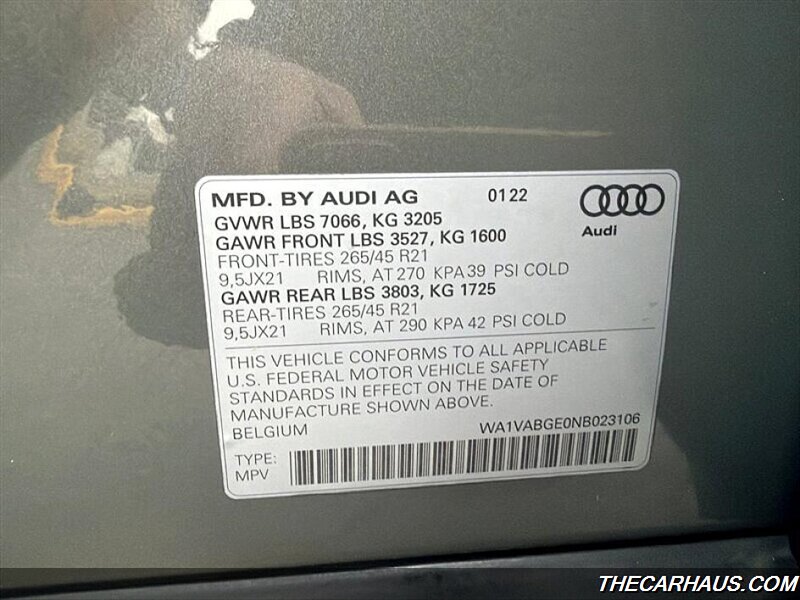 MFD. BY AUDI AG 01 22
GVWR LBS 7066, KG 3205
GAWR FRONT LBS 3527, KG 1600
FRONT-TIRES 265/45 R21
9,5JX21 RIMS, AT 270 KPA 39 PSI COLD
GAWR REAR LBS 3803, KG 1725
REAR-TIRES 265/45 R21
9,5JX21 RIMS, AT 290 KPA 42 PSI COLD
Audi
THIS VEHICLE CONFORMS TO ALL APPLICABLE
U.S. FEDERAL MOTOR VEHICLE SAFETY
STANDARDS IN EFFECT ON THE DATE OF
MANUFACTURE SHOWN ABOVE.
BELGIUM WA1VABGE0NB023106
TYPE:
MPV
THECARHAUS.COM